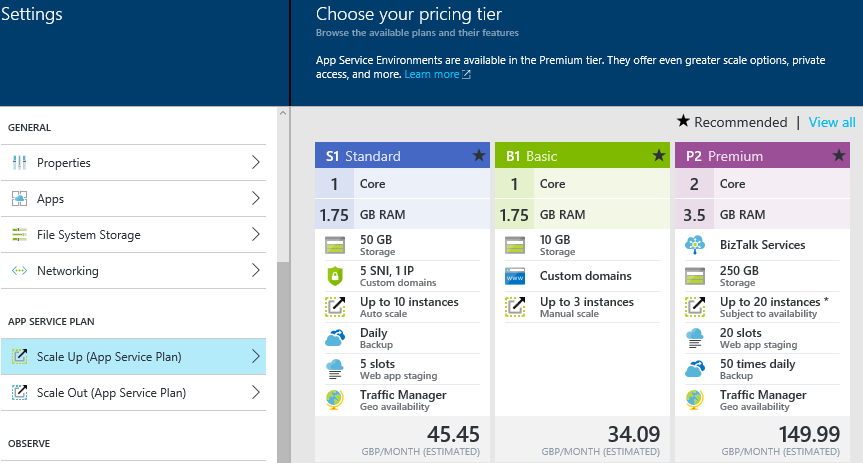 Settings
Choose your pricing tier
Browse the available plans and their features
App Service Environments are available in the Premium tier. They offer even greater scale options, private
access, and more. Learn more
★ Recommended | View all
GENERAL
Properties
Apps
File System Storage
Networking
APP SERVICE PLAN
Scale Up (App Service Plan)
Scale Out (App Service Plan)
OBSERVE
S1 Standard ★
1 Core
1.75 GB RAM
50 GB
Storage
5 SNI, 1 IP
Custom domains
Up to 10 instances
Auto scale
Daily
Backup
5 slots
Web app staging
Traffic Manager
Geo availability
45.45
GBP/MONTH (ESTIMATED)
B1 Basic ★
1 Core
1.75 GB RAM
10 GB
Storage
www
Custom domains
Up to 3 instances
Manual scale
34.09
GBP/MONTH (ESTIMATED)
P2 Premium ★
2 Core
3.5 GB RAM
BizTalk Services
250 GB
Storage
Up to 20 instances *
Subject to availability
20 slots
Web app staging
50 times daily
Backup
Traffic Manager
Geo availability
149.99
GBP/MONTH (ESTIMATED)